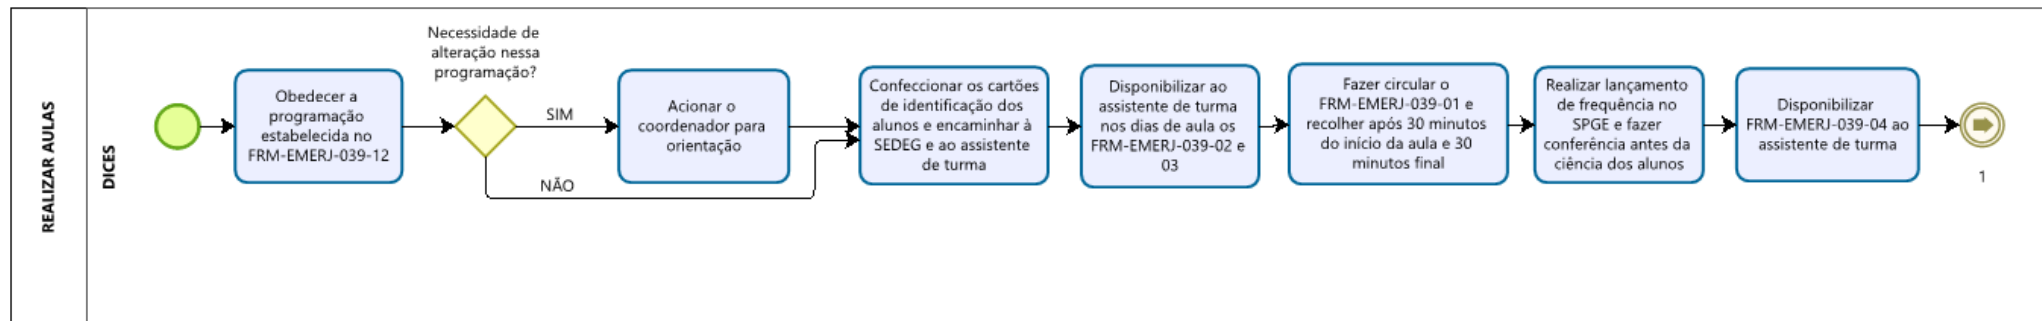 REALIZAR AULAS
DICES
Obedecer a
programação
estabelecida no
FRM-EMERJ-039-12
Necessidade de
alteração nessa
programação?
SIM
NÃO
Acionar o
coordenador para
orientação
Confeccionar os cartões
de identificação dos
alunos e encaminhar à
SEDEG e ao assistente
de turma
Disponibilizar ao
assistente de turma
nos dias de aula os
FRM-EMERJ-039-02 e
03
Fazer circular o
FRM-EMERJ-039-01 e
recolher após 30 minutos
do início da aula e 30
minutos final
Realizar lançamento
de frequência no
SPGE e fazer
conferência antes da
ciência dos alunos
Disponibilizar
FRM-EMERJ-039-04 ao
assistente de turma
1